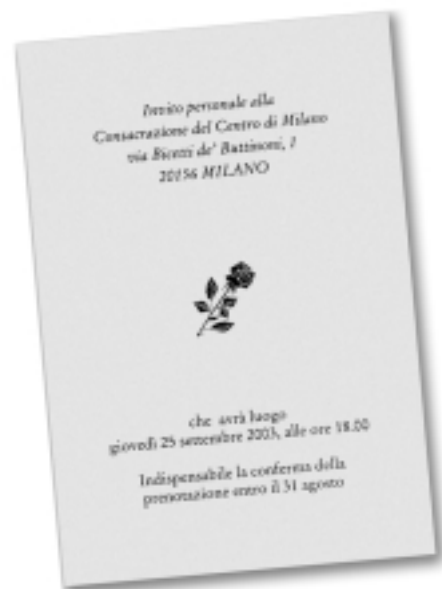 Invito personale alla
Consacrazione del Centro di Milano
via Bicetti de' Buttinoni, 1
20156 MILANO
che avrà luogo
giovedì 25 settembre 2003, alle ore 18.00
Indispensabile la conferma della
prenotazione entro il 31 agosto